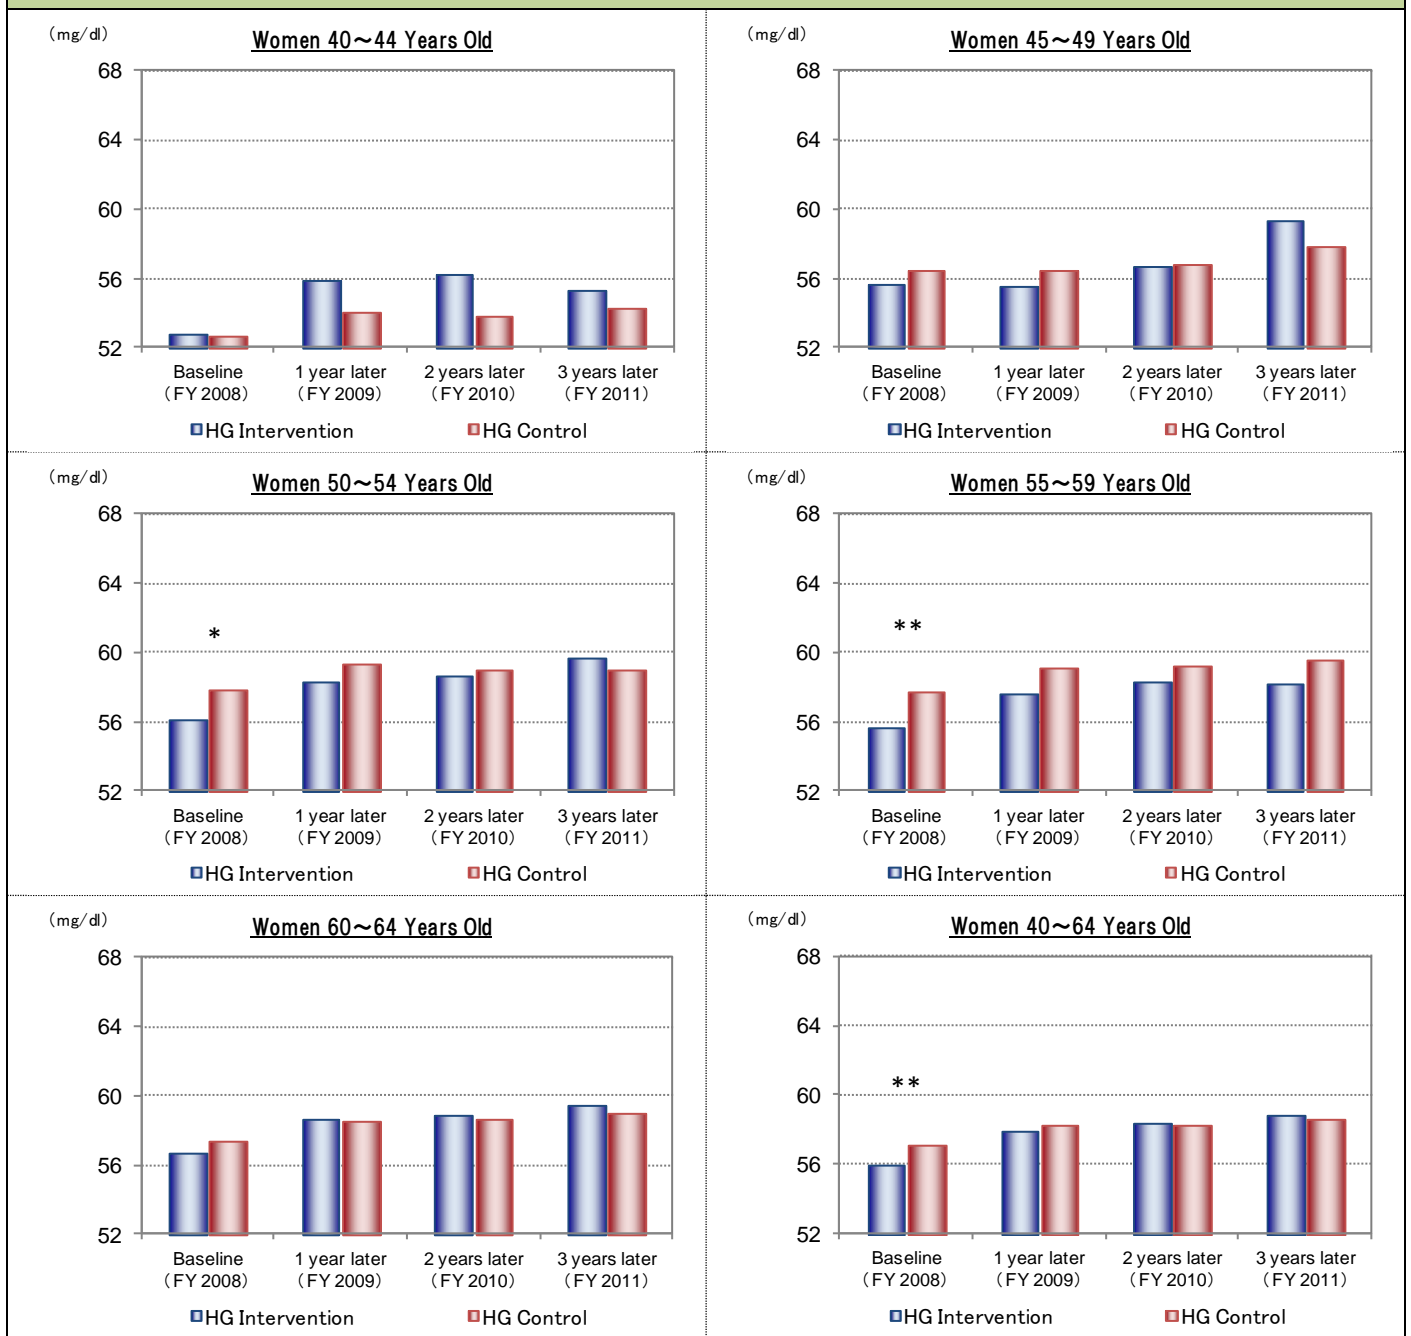 (mg/dl)
Women 40～44 Years Old
68
64
60
56
52
Baseline 1 year later 2 years later 3 years later
(FY 2008) (FY 2009) (FY 2010) (FY 2011)
HG Intervention HG Control
(mg/dl)
Women 45～49 Years Old
68
64
60
56
52
Baseline 1 year later 2 years later 3 years later
(FY 2008) (FY 2009) (FY 2010) (FY 2011)
HG Intervention HG Control
(mg/dl)
Women 50～54 Years Old
68
64
*
60
56
52
Baseline 1 year later 2 years later 3 years later
(FY 2008) (FY 2009) (FY 2010) (FY 2011)
HG Intervention HG Control
(mg/dl)
Women 55～59 Years Old
68
64
**
60
56
52
Baseline 1 year later 2 years later 3 years later
(FY 2008) (FY 2009) (FY 2010) (FY 2011)
HG Intervention HG Control
(mg/dl)
Women 60～64 Years Old
68
64
60
56
52
Baseline 1 year later 2 years later 3 years later
(FY 2008) (FY 2009) (FY 2010) (FY 2011)
HG Intervention HG Control
(mg/dl)
Women 40～64 Years Old
68
64
**
60
56
52
Baseline 1 year later 2 years later 3 years later
(FY 2008) (FY 2009) (FY 2010) (FY 2011)
HG Intervention HG Control